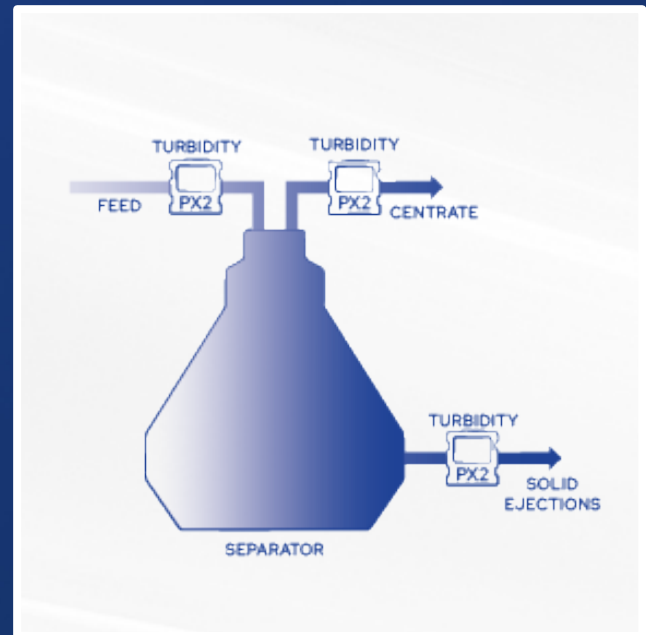 TURBIDITY
TURBIDITY
FEED
PX2
PX2
CENTRATE
TURBIDITY
PX2
SOLID
EJECTIONS
SEPARATOR